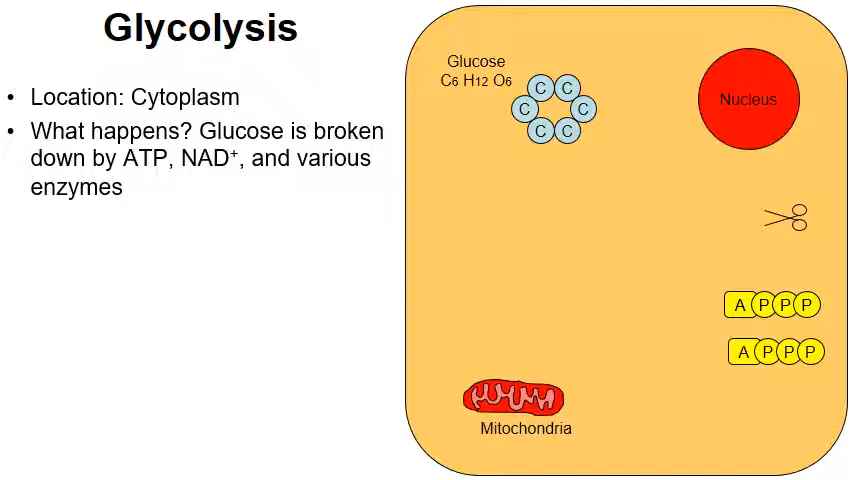 Glycolysis
• Location: Cytoplasm
• What happens? Glucose is broken
down by ATP, NAD⁺, and various
enzymes
Glucose
C6 H12 O6
C C
C C
C C
Nucleus
A P P P
A P P P
Mitochondria